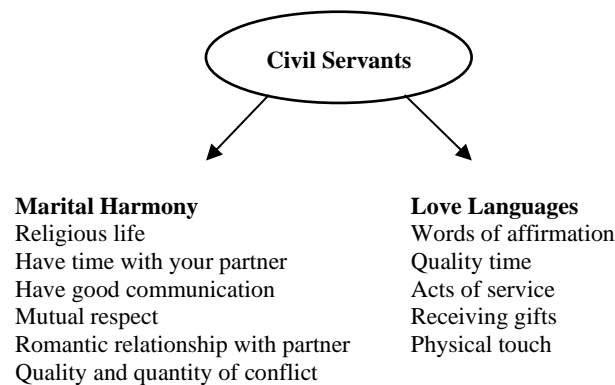 Civil Servants
Marital Harmony
Religious life
Have time with your partner
Have good communication
Mutual respect
Romantic relationship with partner
Quality and quantity of conflict
Love Languages
Words of affirmation
Quality time
Acts of service
Receiving gifts
Physical touch